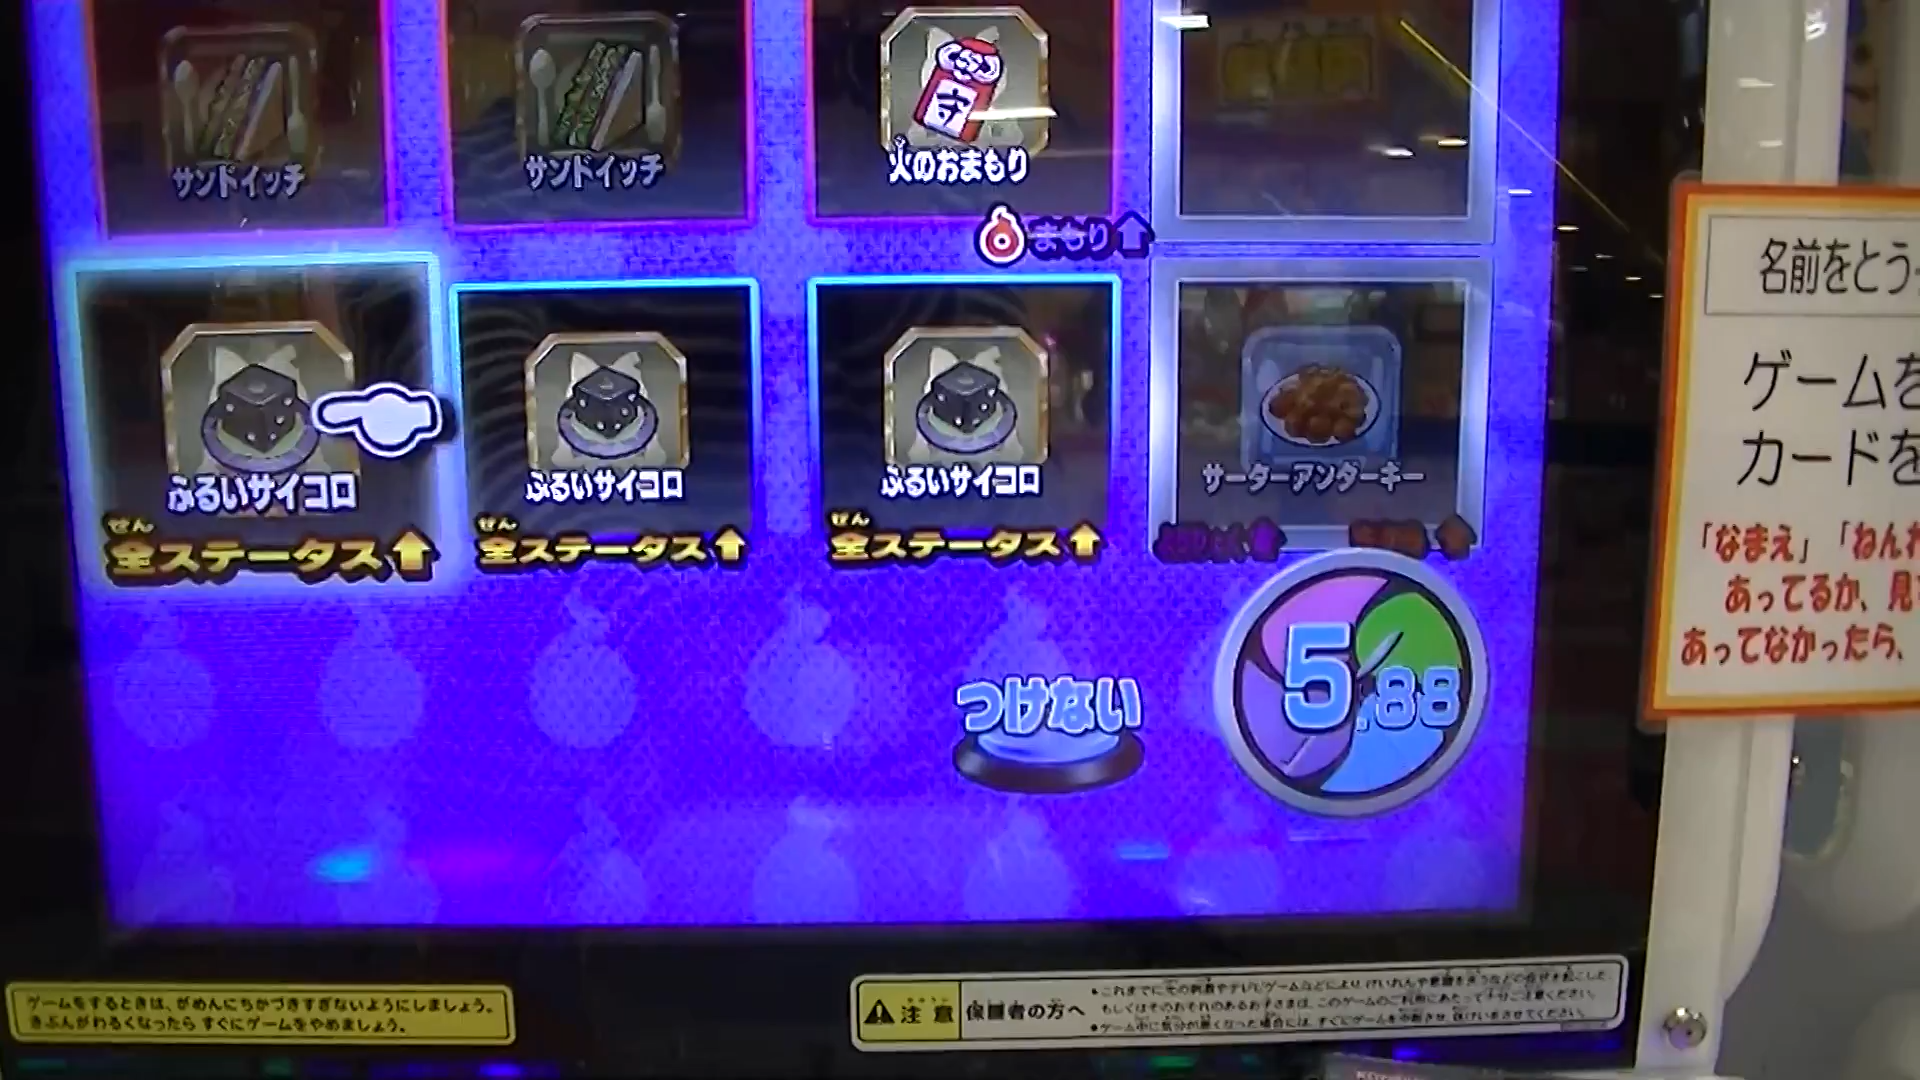 サンドイッチ
サンドイッチ
守
火のおまもり
まもり
ふるいサイコロ
ふるいサイコロ
ふるいサイコロ
サーターアンダーキー
ぜん
全ステータス
ぜん
全ステータス
ぜん
全ステータス
つけない
5.88
名前をとう
ゲームを
カードを
「なまえ」「ねんれ
あってるか、見
あってなかったら、
ゲームをするときは、がめんにちかづきすぎないようにしましょう。
きぶんがわるくなったら すぐにゲームをやめましょう。
注意
保護者の方へ